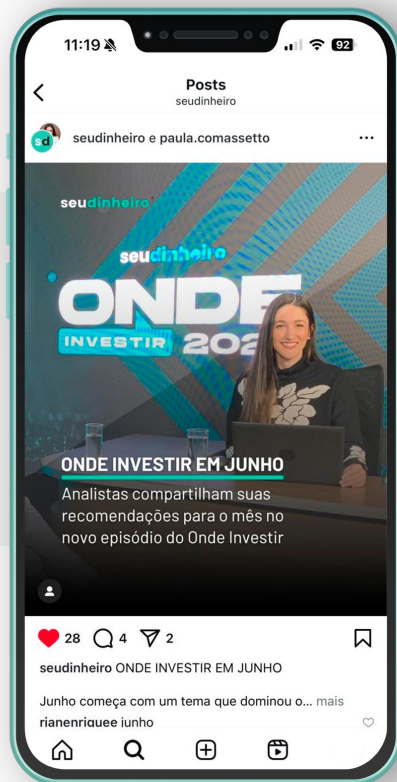 11:19
92
Posts
seudinheiro
sd
seudinheiro e paula.comassetto
seudinheiro
seudinheiro
ONDE
INVESTIR 202
ONDE INVESTIR EM JUNHO
Analistas compartilham suas
recomendações para o mês no
novo episódio do Onde Investir
28 4 2
seudinheiro ONDE INVESTIR EM JUNHO
Junho começa com um tema que dominou o... mais
rianenriquee junho